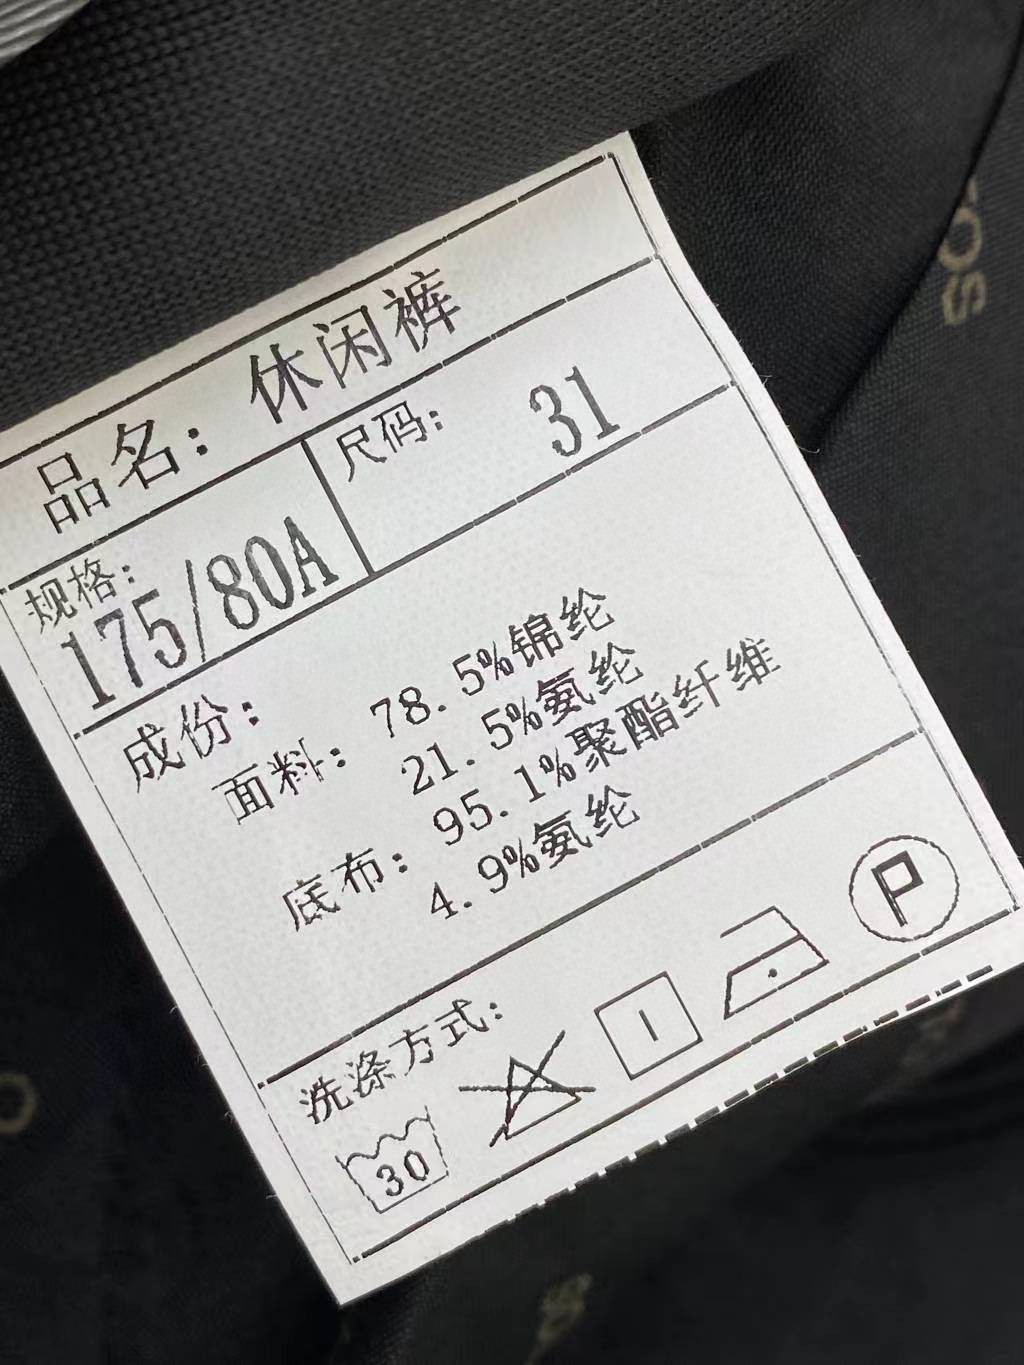 品名：休闲裤
规格：
175/80A
尺码：
31
成份：
面料：78.5%锦纶
21.5%氨纶
底布：95.1%聚酯纤维
4.9%氨纶
洗涤方式：
30
P
TOS